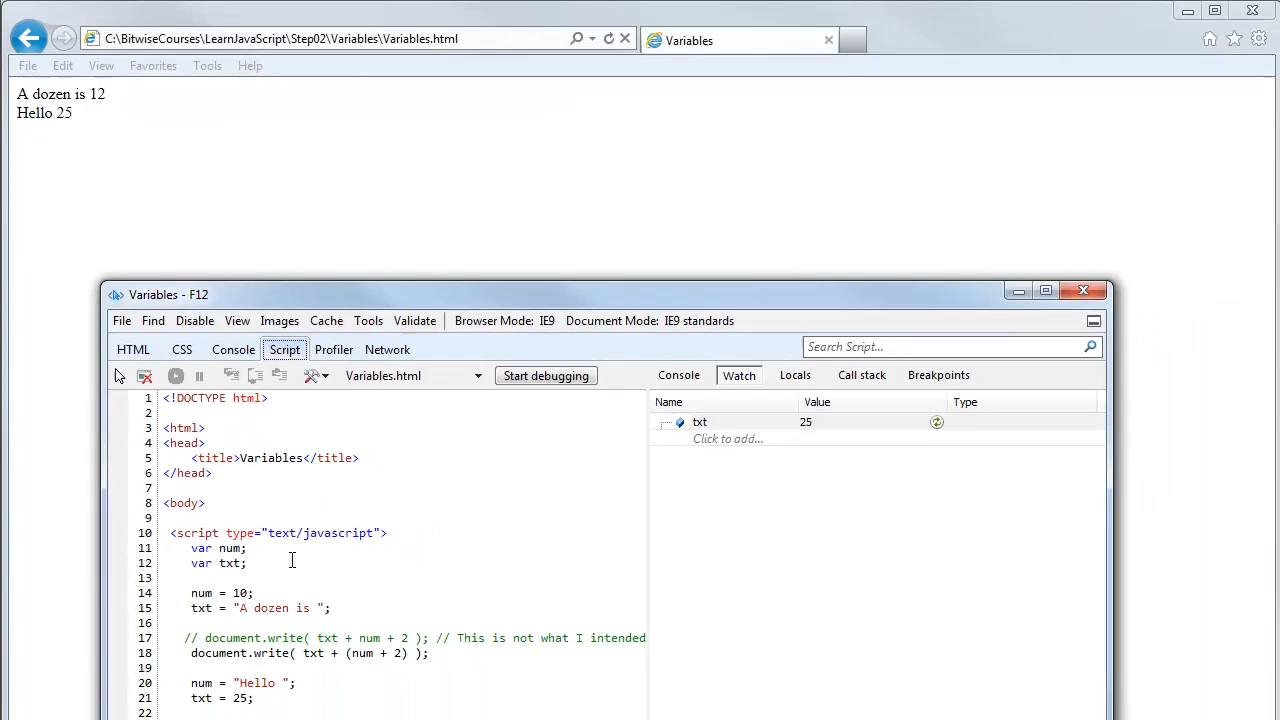 C:\BitwiseCourses\LearnJavaScript\Step02\Variables\Variables.html
Variables
File Edit View Favorites Tools Help
A dozen is 12
Hello 25
Variables - F12
File Find Disable View Images Cache Tools Validate Browser Mode: IE9 Document Mode: IE9 standards
HTML CSS Console Script Profiler Network Search Script...
Variables.html Start debugging Console Watch Locals Call stack Breakpoints
Name Value Type
txt 25
Click to add...
1 <!DOCTYPE html>
2
3 <html>
4 <head>
5 <title>Variables</title>
6 </head>
7
8 <body>
9
10 <script type="text/javascript">
11 var num;
12 var txt;
13
14 num = 10;
15 txt = "A dozen is ";
16
17 // document.write( txt + num + 2 ); // This is not what I intended
18 document.write( txt + (num + 2) );
19
20 num = "Hello ";
21 txt = 25;
22